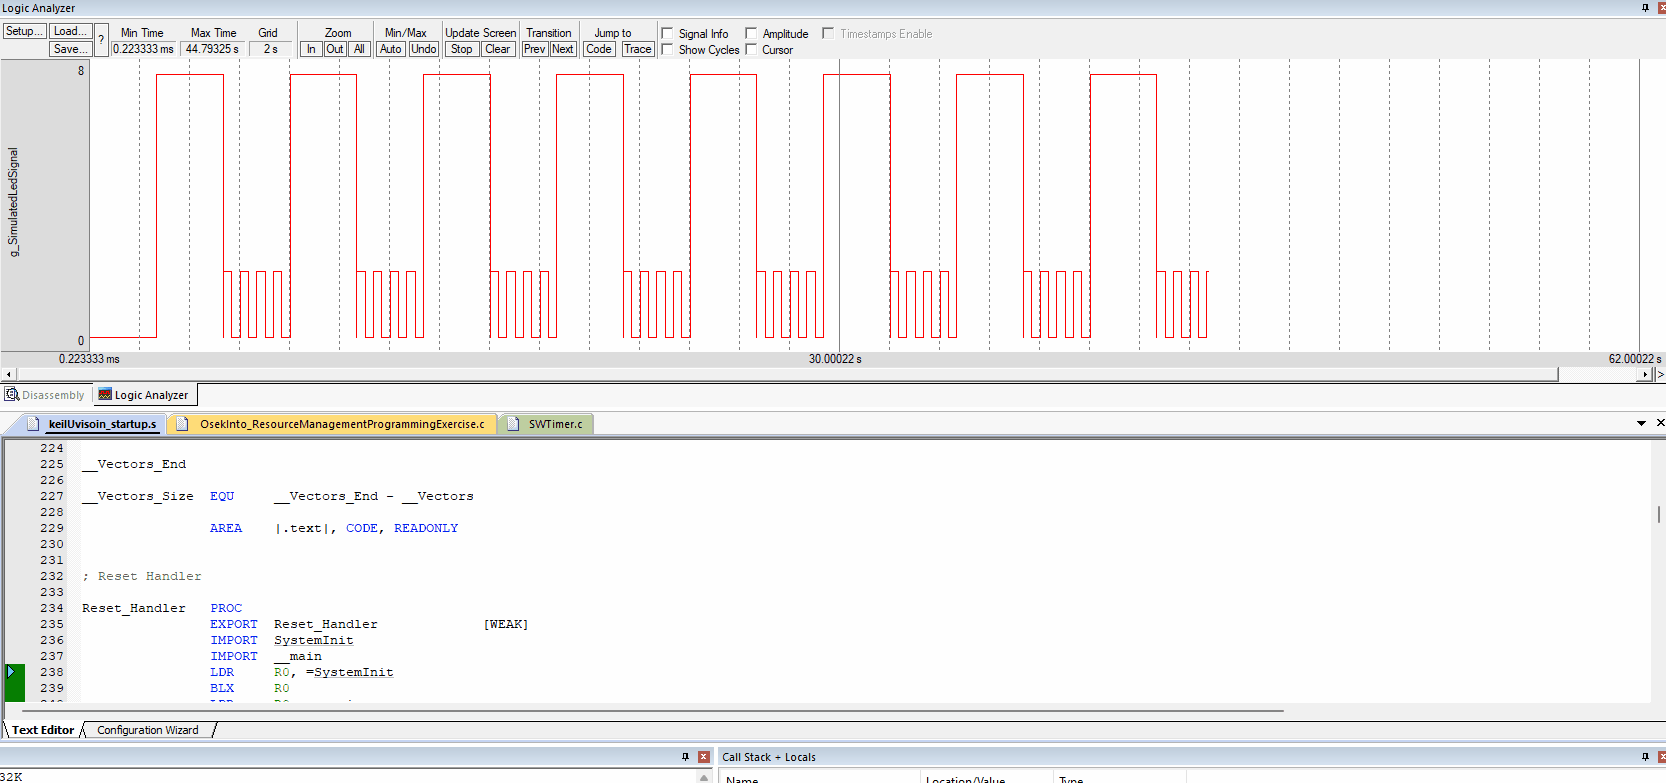 Logic Analyzer
Setup... Load... Min Time Max Time Grid Zoom Min/Max Update Screen Transition Jump to Signal Info Amplitude Timestamps Enable
Save... ? 0.223333 ms 44.79325 s 2 s In Out All Auto Undo Stop Clear Prev Next Code Trace Show Cycles Cursor
8
g_SimulatedLedSignal
0
0.223333 ms 30.00022 s 62.00022 s
Disassembly Logic Analyzer
keilUvisoin_startup.s OsekInto_ResourceManagementProgrammingExercise.c SWTimer.c
224
225 __Vectors_End
226
227 __Vectors_Size EQU __Vectors_End - __Vectors
228
229 AREA |.text|, CODE, READONLY
230
231
232 ; Reset Handler
233
234 Reset_Handler PROC
235 EXPORT Reset_Handler [WEAK]
236 IMPORT SystemInit
237 IMPORT __main
238 LDR R0, =SystemInit
239 BLX R0
Text Editor Configuration Wizard
Call Stack + Locals
32K
Name Location/Value Type